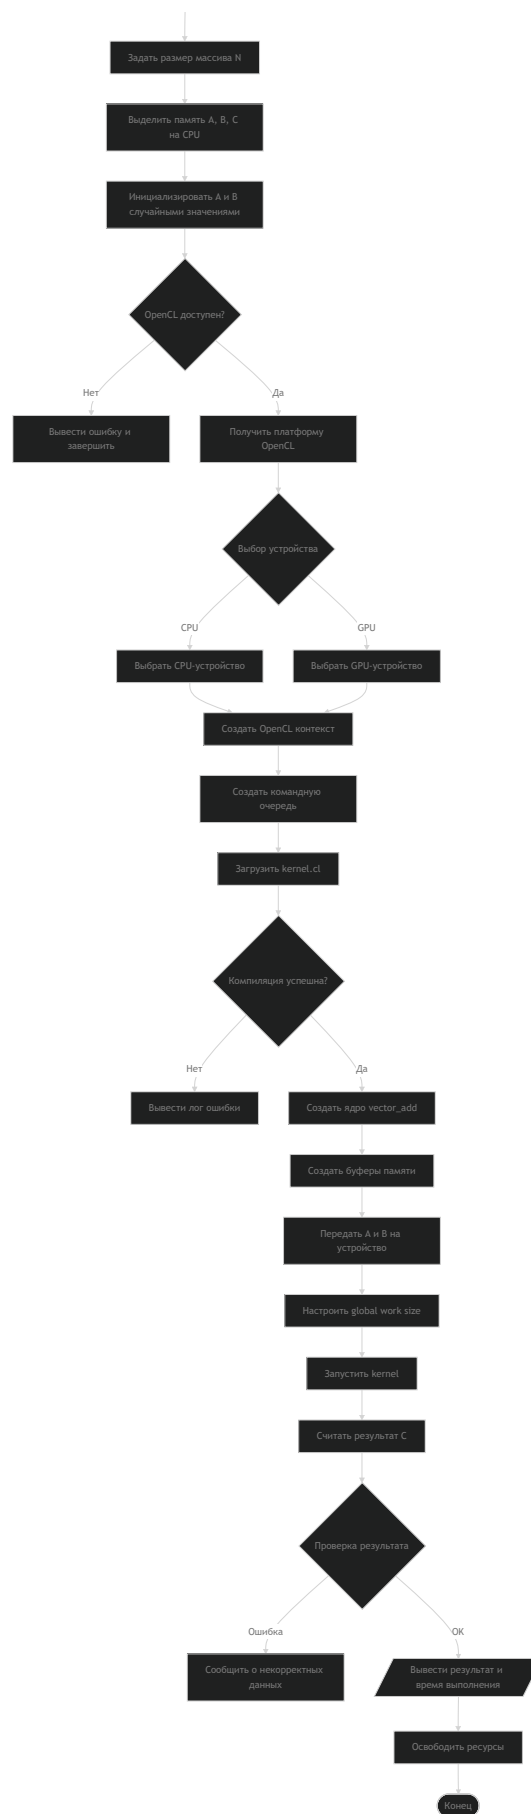 Задать размер массива N
Выделить память A, B, C
на CPU
Инициализировать A и B
случайными значениями
OpenCL доступен?
Нет
Да
Вывести ошибку и
завершить
Получить платформу
OpenCL
Выбор устройства
CPU
GPU
Выбрать CPU-устройство
Выбрать GPU-устройство
Создать OpenCL контекст
Создать командную
очередь
Загрузить kernel.cl
Компиляция успешна?
Нет
Да
Вывести лог ошибки
Создать ядро vector_add
Создать буферы памяти
Передать A и B на
устройство
Настроить global work size
Запустить kernel
Считать результат C
Проверка результата
Ошибка
OK
Сообщить о некорректных
данных
Вывести результат и
время выполнения
Освободить ресурсы
Конец